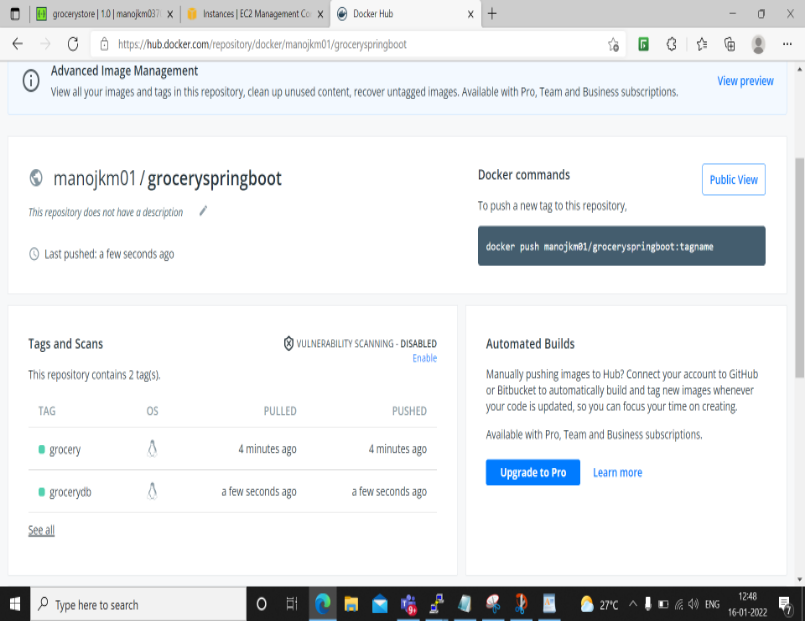 grocerystore | 1.0 | manojkm037
Instances | EC2 Management Co
Docker Hub
https://hub.docker.com/repository/docker/manojkm01/groceryspringboot
Advanced Image Management
View all your images and tags in this repository, clean up unused content, recover untagged images. Available with Pro, Team and Business subscriptions.
View preview
manojkm01 / groceryspringboot
This repository does not have a description
Last pushed: a few seconds ago
Docker commands
Public View
To push a new tag to this repository,
docker push manojkm01/groceryspringboot:tagname
Tags and Scans
VULNERABILITY SCANNING - DISABLED
Enable
This repository contains 2 tag(s).
TAG OS PULLED PUSHED
grocery 4 minutes ago 4 minutes ago
grocerydb a few seconds ago a few seconds ago
See all
Automated Builds
Manually pushing images to Hub? Connect your account to GitHub
or Bitbucket to automatically build and tag new images whenever
your code is updated, so you can focus your time on creating.
Available with Pro, Team and Business subscriptions.
Upgrade to Pro
Learn more
Type here to search
27°C
ENG
12:48
16-01-2022
7